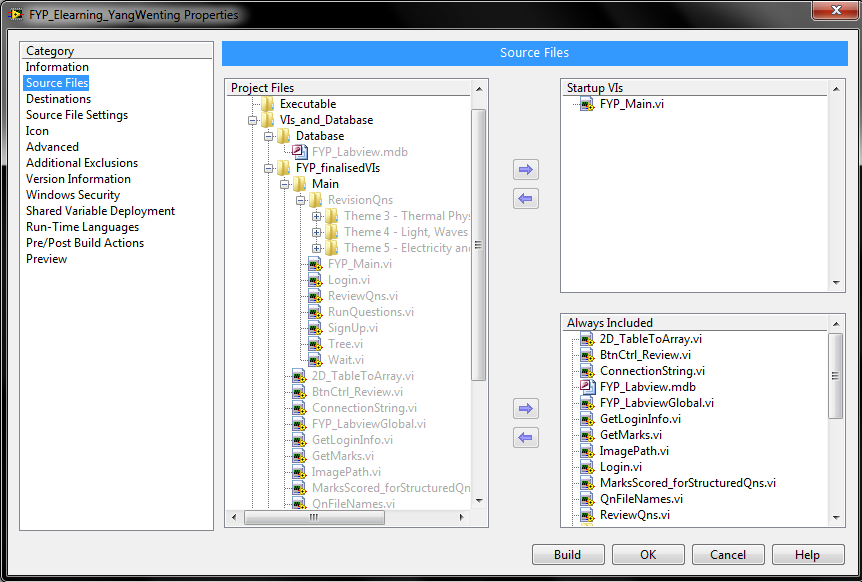 FYP_Elearning_YangWenting Properties
Category
Information
Source Files
Destinations
Source File Settings
Icon
Advanced
Additional Exclusions
Version Information
Windows Security
Shared Variable Deployment
Run-Time Languages
Pre/Post Build Actions
Preview
Source Files
Project Files
Executable
VIs_and_Database
Database
FYP_Labview.mdb
FYP_finalisedVIs
Main
RevisionQns
Theme 3 - Thermal Phys
Theme 4 - Light, Waves
Theme 5 - Electricity and
FYP_Main.vi
Login.vi
ReviewQns.vi
RunQuestions.vi
SignUp.vi
Tree.vi
Wait.vi
2D_TableToArray.vi
BtnCtrl_Review.vi
ConnectionString.vi
FYP_LabviewGlobal.vi
GetLoginInfo.vi
GetMarks.vi
ImagePath.vi
MarksScored_forStructuredQn
QnFileNames.vi
Startup VIs
FYP_Main.vi
Always Included
2D_TableToArray.vi
BtnCtrl_Review.vi
ConnectionString.vi
FYP_Labview.mdb
FYP_LabviewGlobal.vi
GetLoginInfo.vi
GetMarks.vi
ImagePath.vi
Login.vi
MarksScored_forStructuredQns.vi
QnFileNames.vi
ReviewQns.vi
Build
OK
Cancel
Help